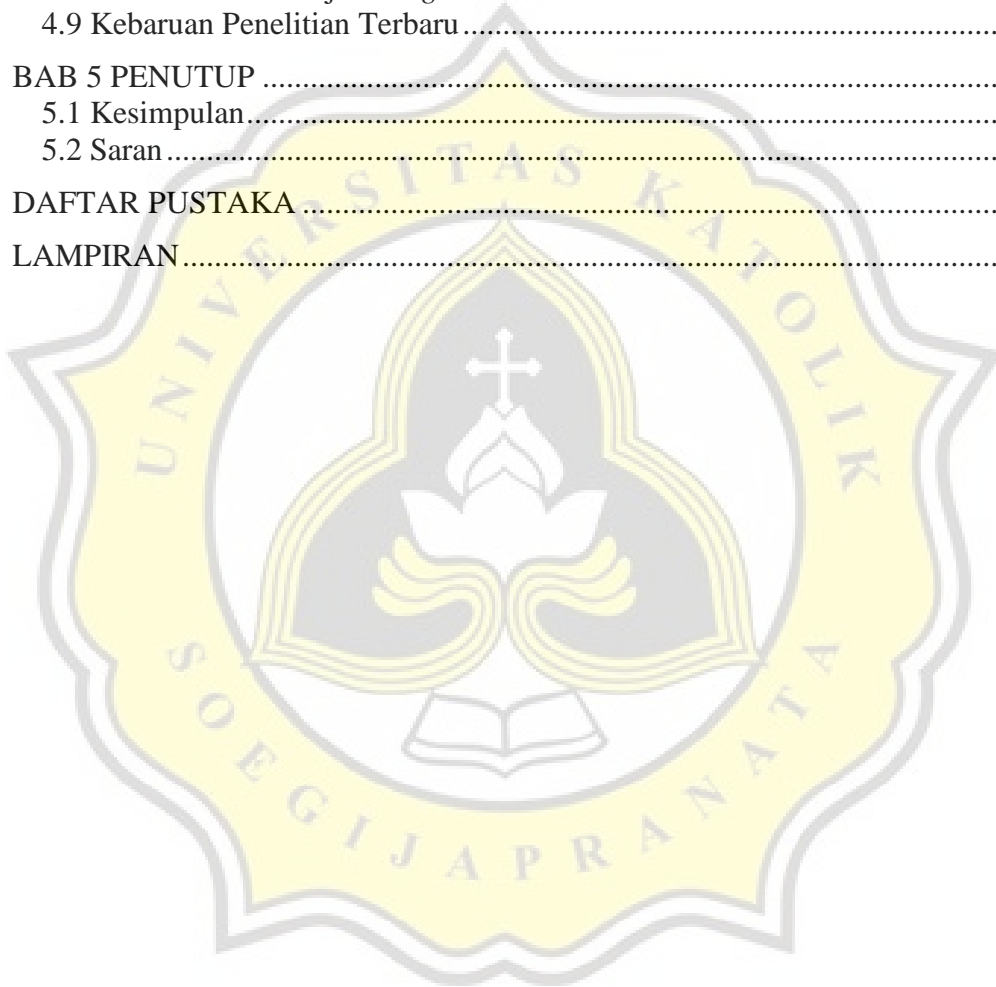 4.9 Kebaruan Penelitian Terbaru ....................................................................
BAB 5 PENUTUP .............................................................................................
5.1 Kesimpulan..............................................................................................
5.2 Saran ........................................................................................................
DAFTAR PUSTAKA ........................................................................................
LAMPIRAN.......................................................................................................
UNIVERSITAS KATOLIK
SOEGIJAPRANATA